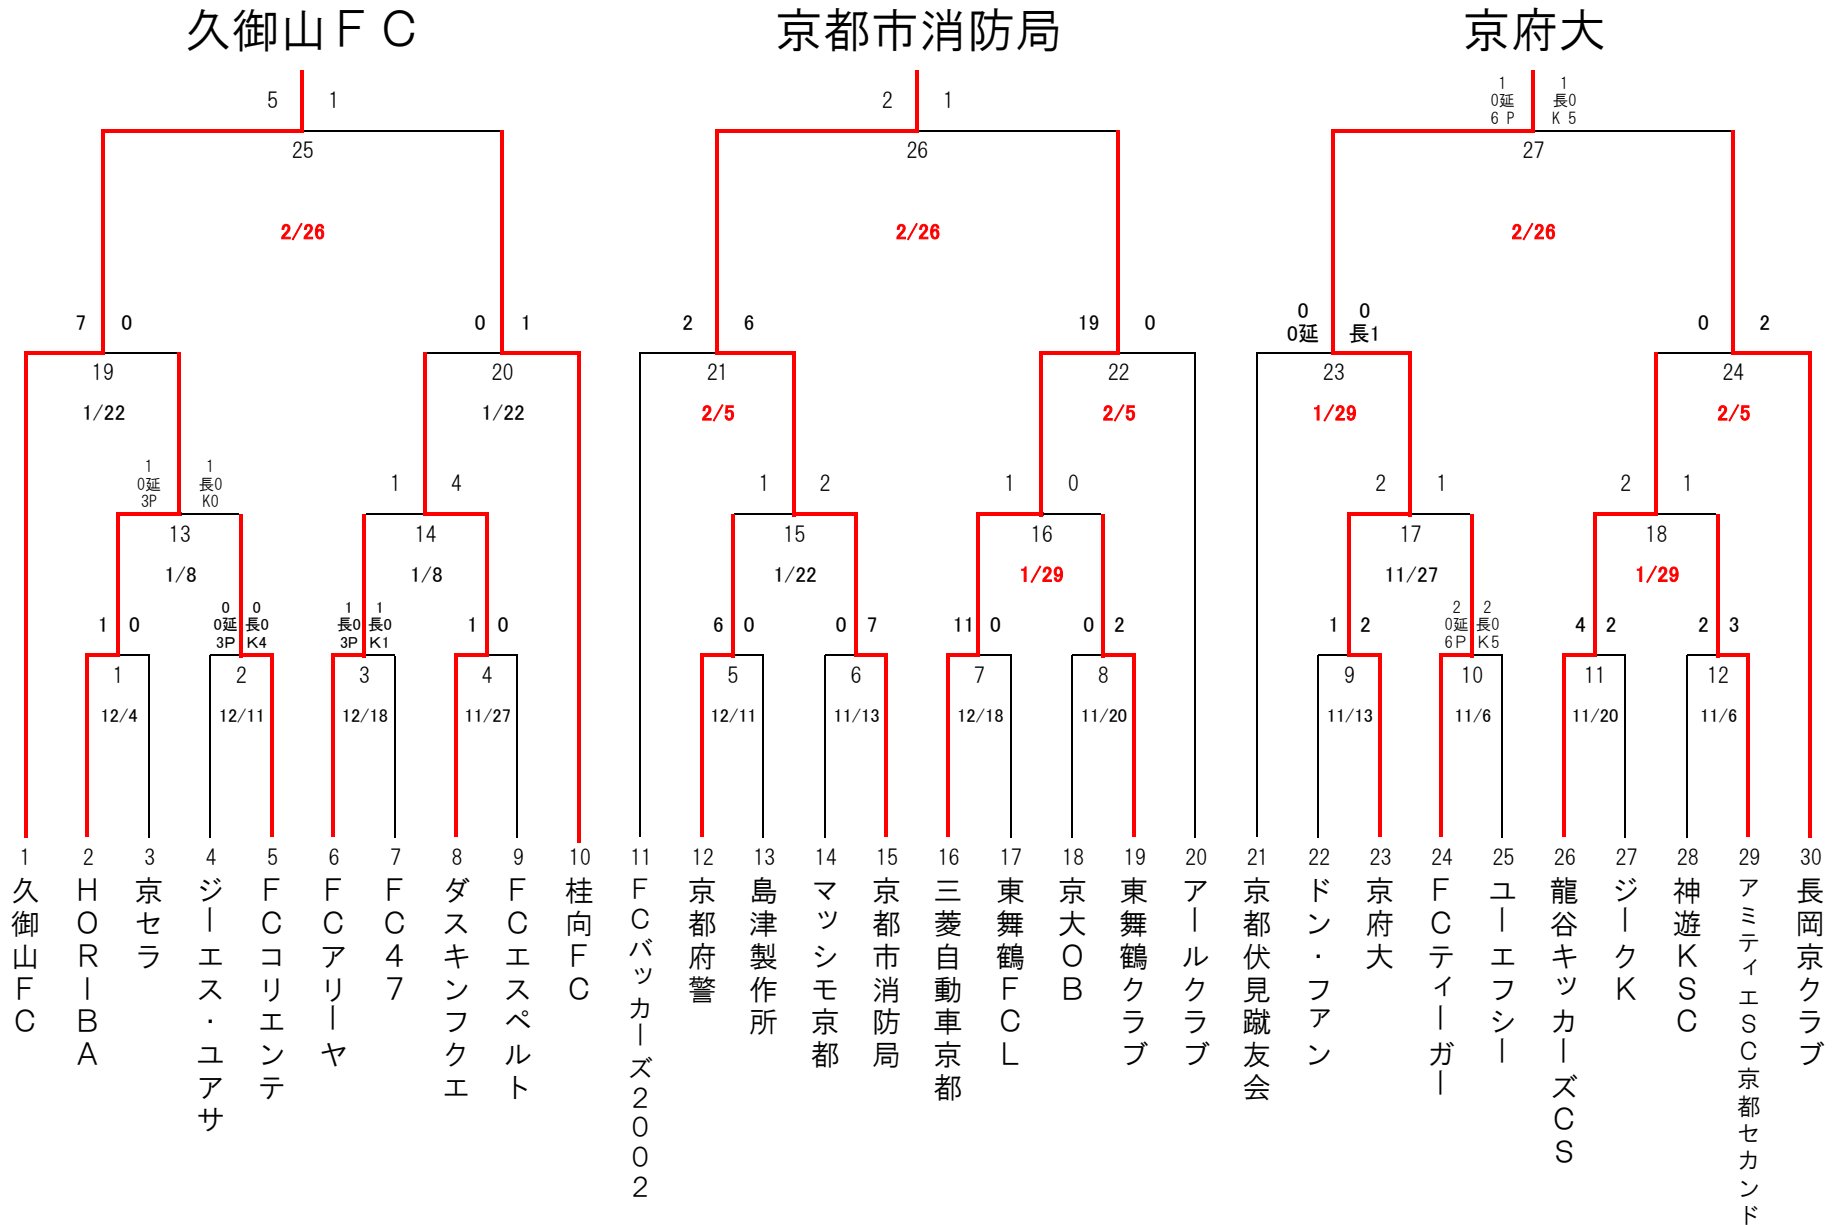 久御山ＦＣ
京都市消防局
京府大
5 1
2 1
1 1
0延 長0
6 P K 5
25
26
27
2/26
2/26
2/26
7 0
0 1
2 6
19 0
0 0
0延 長1
0 2
19
20
21
22
23
24
1/22
1/22
2/5
2/5
1/29
2/5
1 1
0延 長0
3P K0
1 4
1 2
1 0
2 1
2 1
13
14
15
16
17
18
1/8
1/8
1/22
1/29
11/27
1/29
1 0
0 0
0延 長0
3P K4
1 1
長0 長0
3P K1
1 0
6 0
0 7
11 0
0 2
1 2
2 2
0延 長0
6P K5
4 2
2 3
1
2
3
4
5
6
7
8
9
10
11
12
12/4
12/11
12/18
11/27
12/11
11/13
12/18
11/20
11/13
11/6
11/20
11/6
1
久御山ＦＣ
2
ＨＯＲＩＢＡ
3
京セラ
4
ジーエス・ユアサ
5
ＦＣコリエンテ
6
ＦＣアリーヤ
7
ＦＣ４７
8
ダスキンフクエ
9
ＦＣエスペルト
10
桂向ＦＣ
11
ＦＣバッカーズ２００２
12
京都府警
13
島津製作所
14
マッシモ京都
15
京都市消防局
16
三菱自動車京都
17
東舞鶴ＦＣＬ
18
京大ＯＢ
19
東舞鶴クラブ
20
アールクラブ
21
京都伏見蹴友会
22
ドン・ファン
23
京府大
24
ＦＣティーガー
25
ユーエフシー
26
龍谷キッカーズＣＳ
27
ジークＫ
28
神遊ＫＳＣ
29
アミティエＳＣ京都セカンド
30
長岡京クラブ